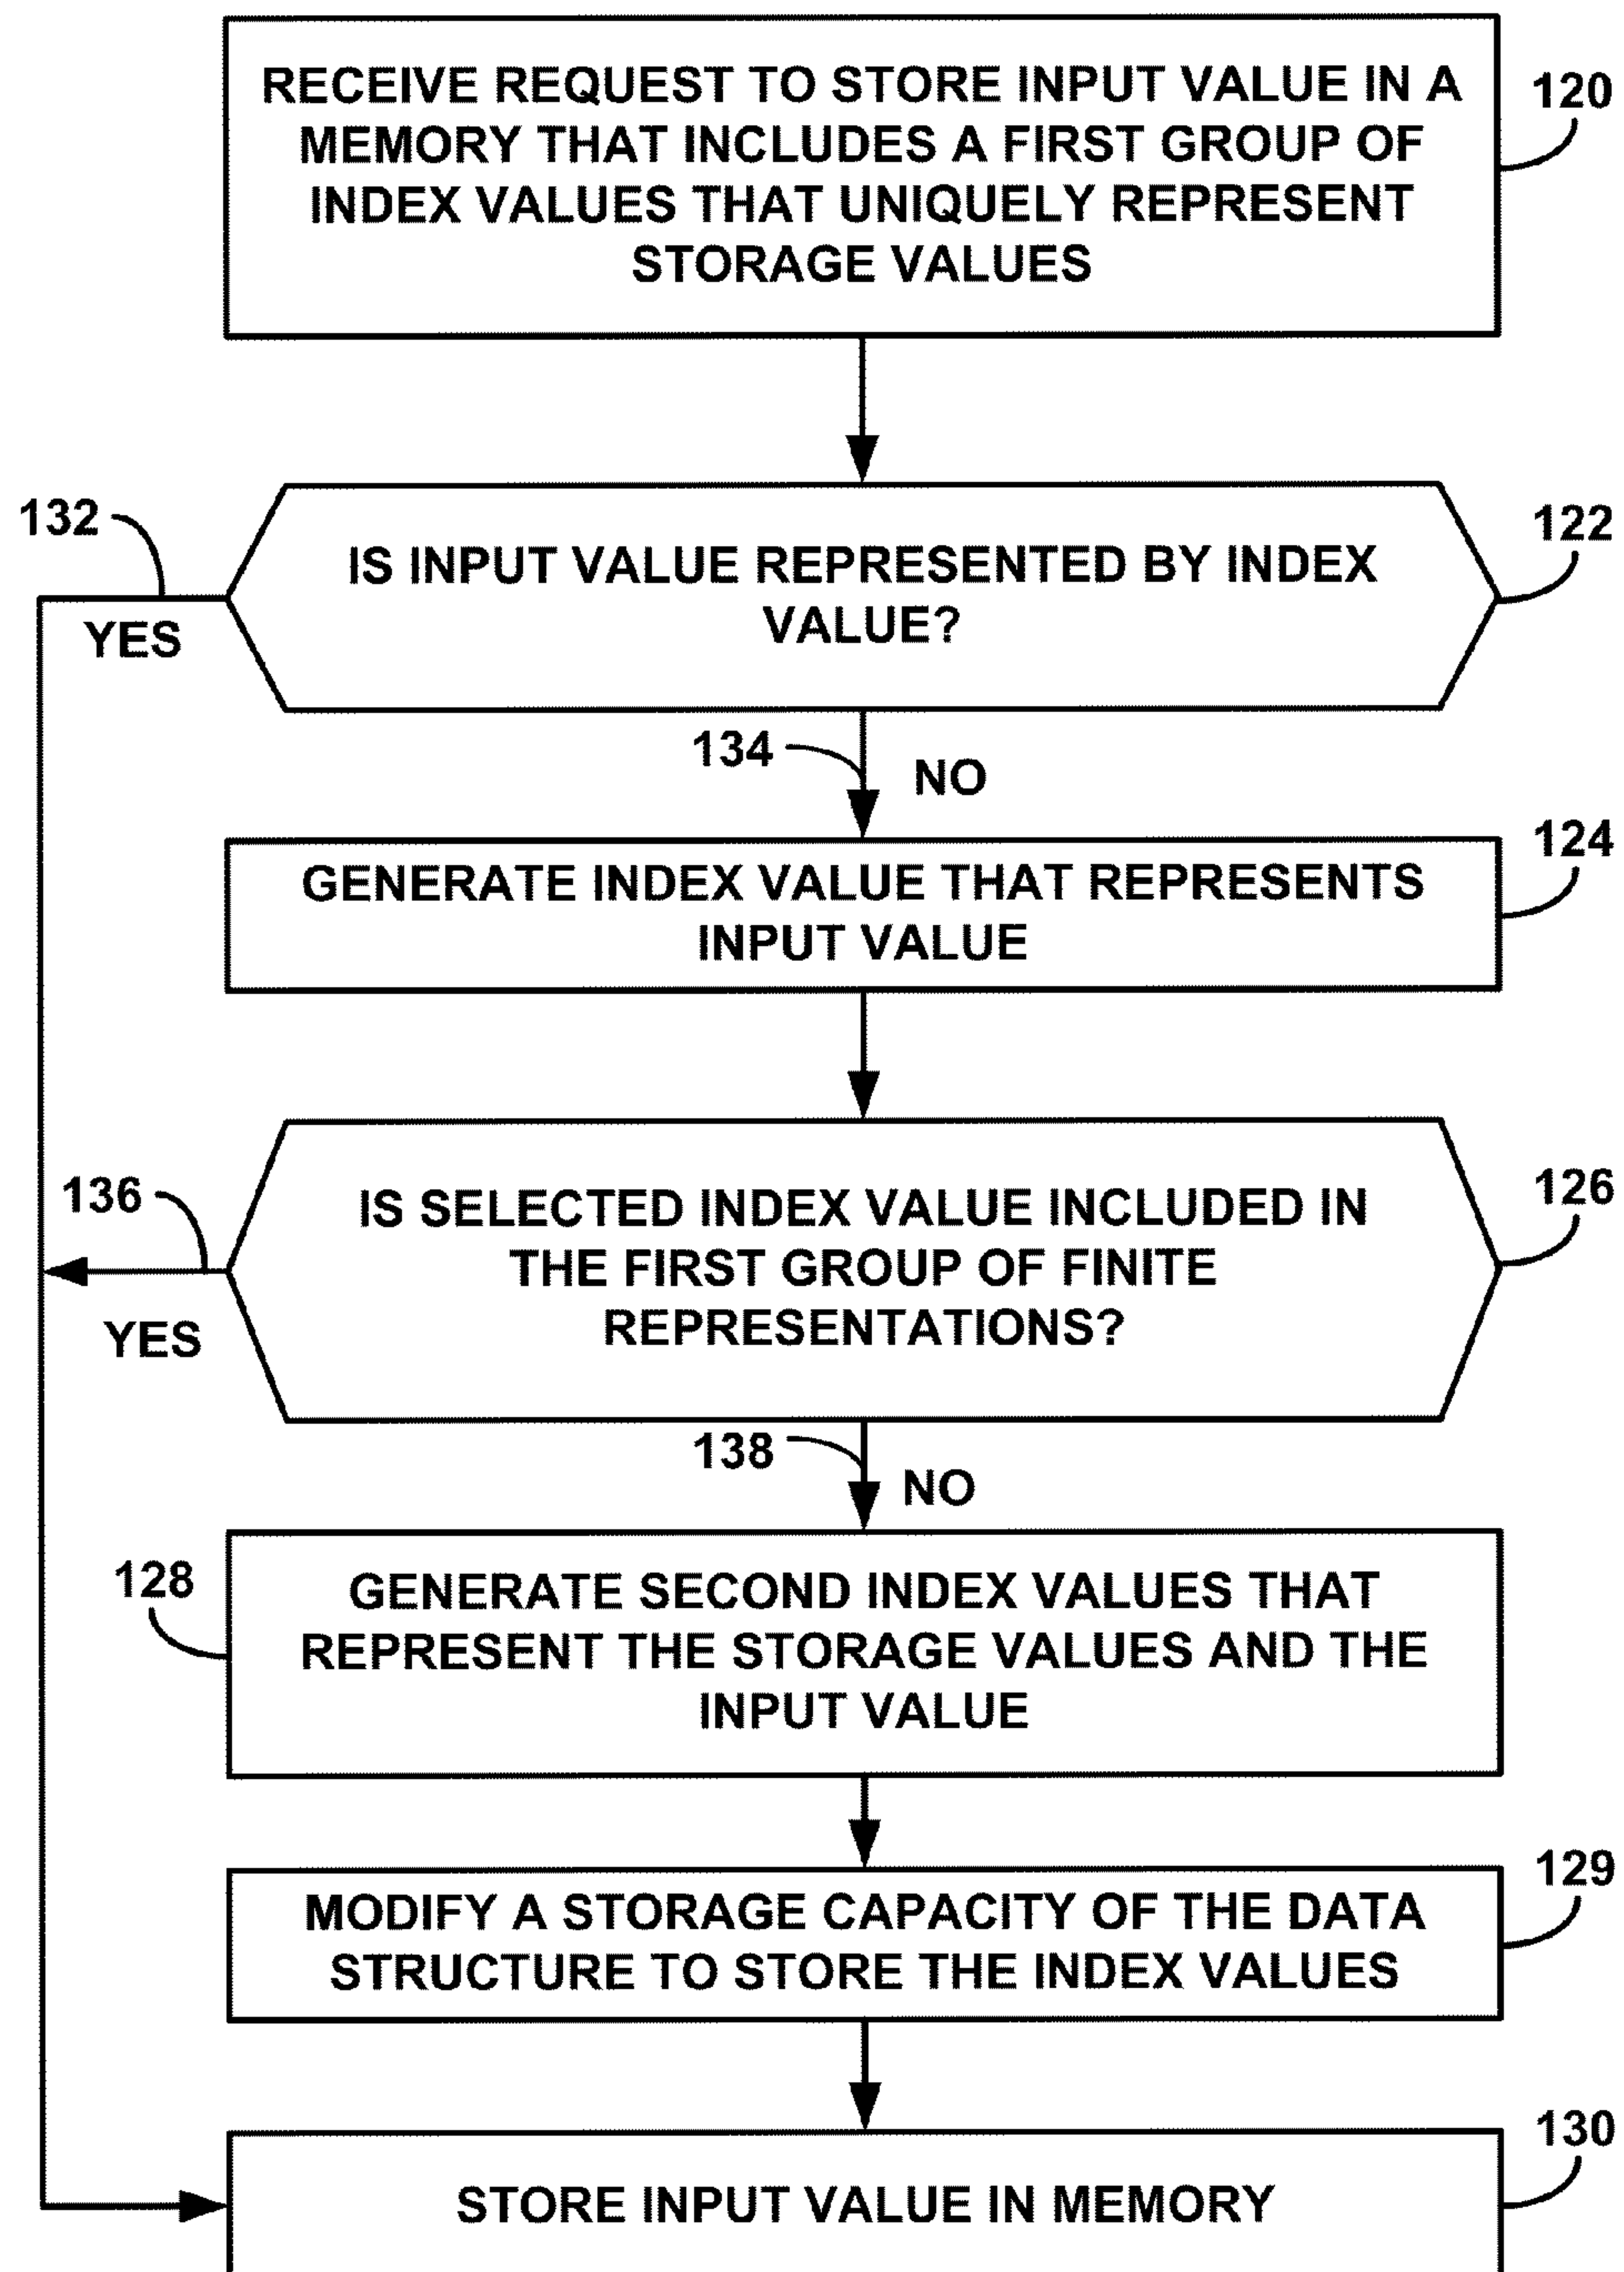 RECEIVE REQUEST TO STORE INPUT VALUE IN A
MEMORY THAT INCLUDES A FIRST GROUP OF
INDEX VALUES THAT UNIQUELY REPRESENT
STORAGE VALUES
120
132
YES
IS INPUT VALUE REPRESENTED BY INDEX
VALUE?
122
134
NO
GENERATE INDEX VALUE THAT REPRESENTS
INPUT VALUE
124
136
YES
IS SELECTED INDEX VALUE INCLUDED IN
THE FIRST GROUP OF FINITE
REPRESENTATIONS?
126
138
NO
128
GENERATE SECOND INDEX VALUES THAT
REPRESENT THE STORAGE VALUES AND THE
INPUT VALUE
MODIFY A STORAGE CAPACITY OF THE DATA
STRUCTURE TO STORE THE INDEX VALUES
129
STORE INPUT VALUE IN MEMORY
130